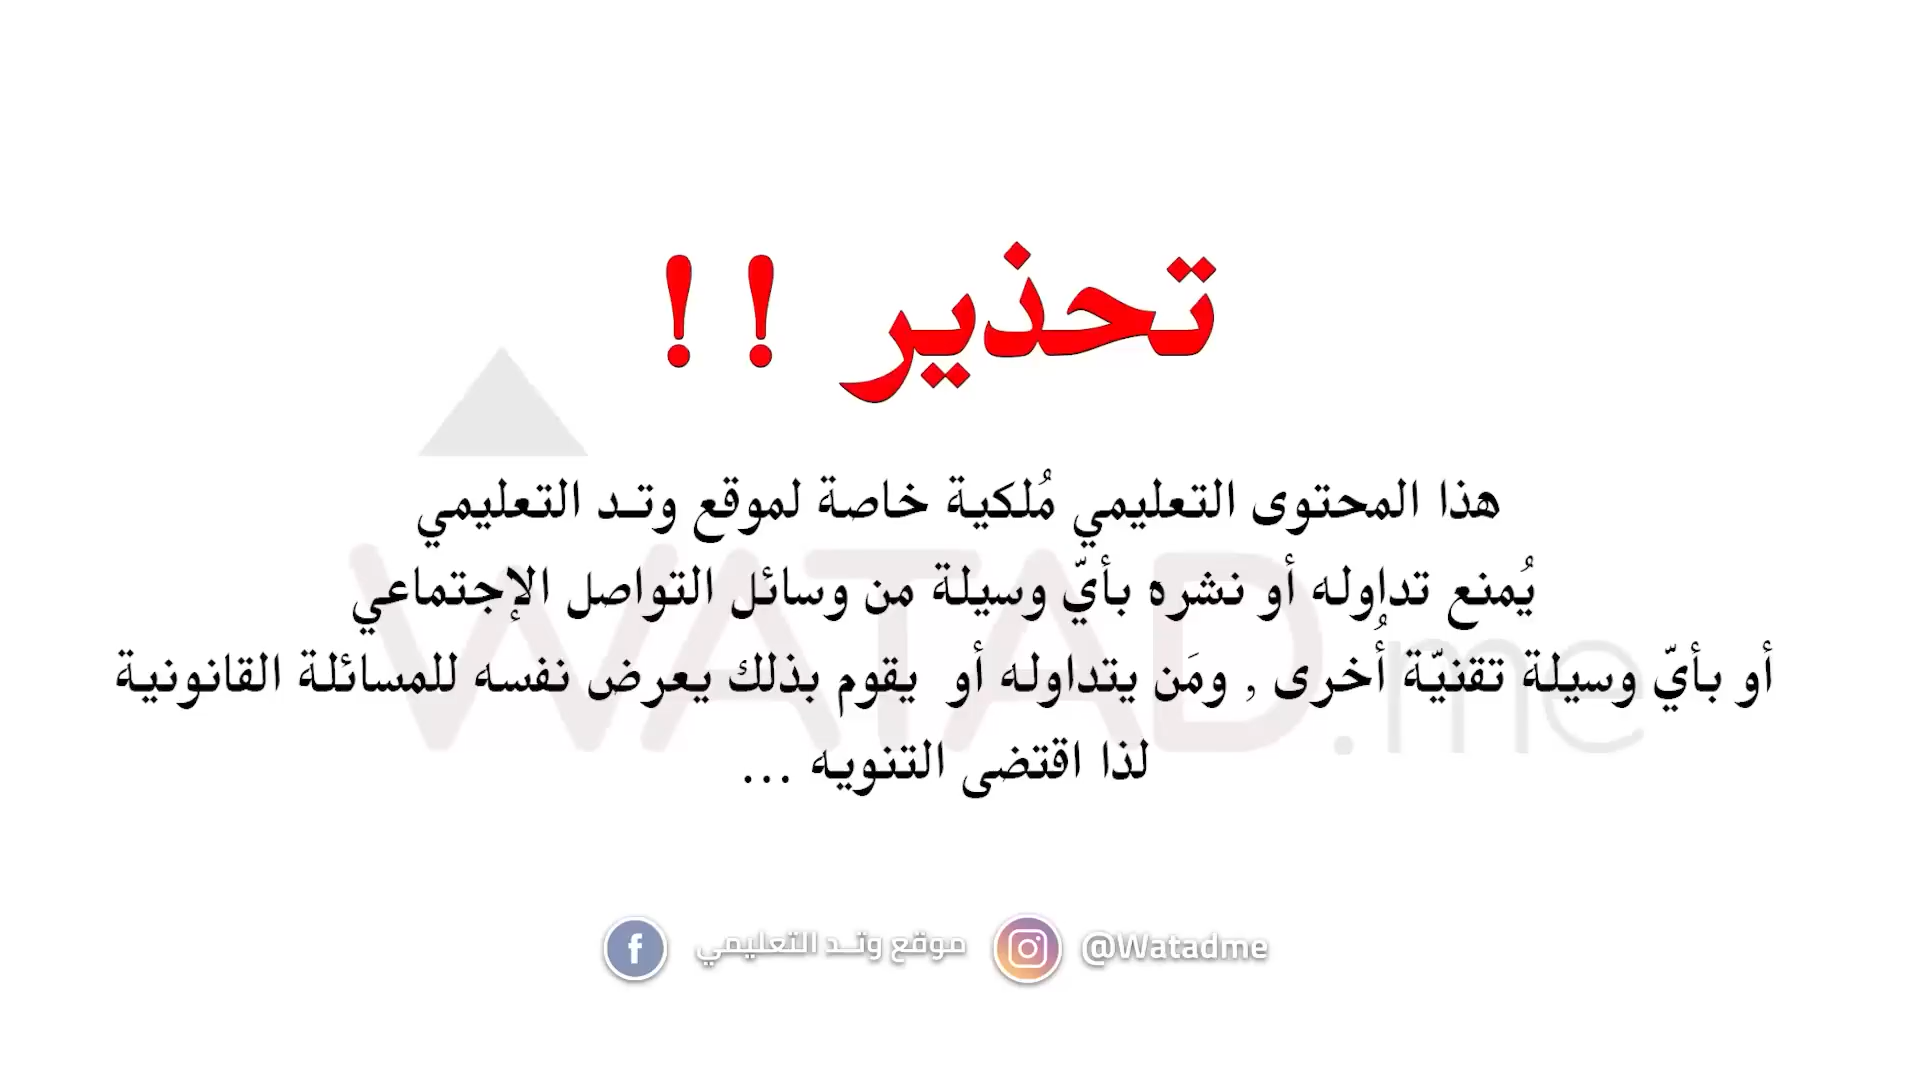 تحذير ! !
هذا المحتوى التعليمي مُلكية خاصة لموقع وتـد التعليمي
يُمنع تداوله أو نشره بأيّ وسيلة من وسائل التواصل الإجتماعي
أو بأيّ وسيلة تقنيّة أُخرى , ومَن يتداوله أو يقوم بذلك يعرض نفسه للمسائلة القانونية
لذا اقتضى التنويه ...
WATAD.me
موقع وتـد التعليمي @Watadme